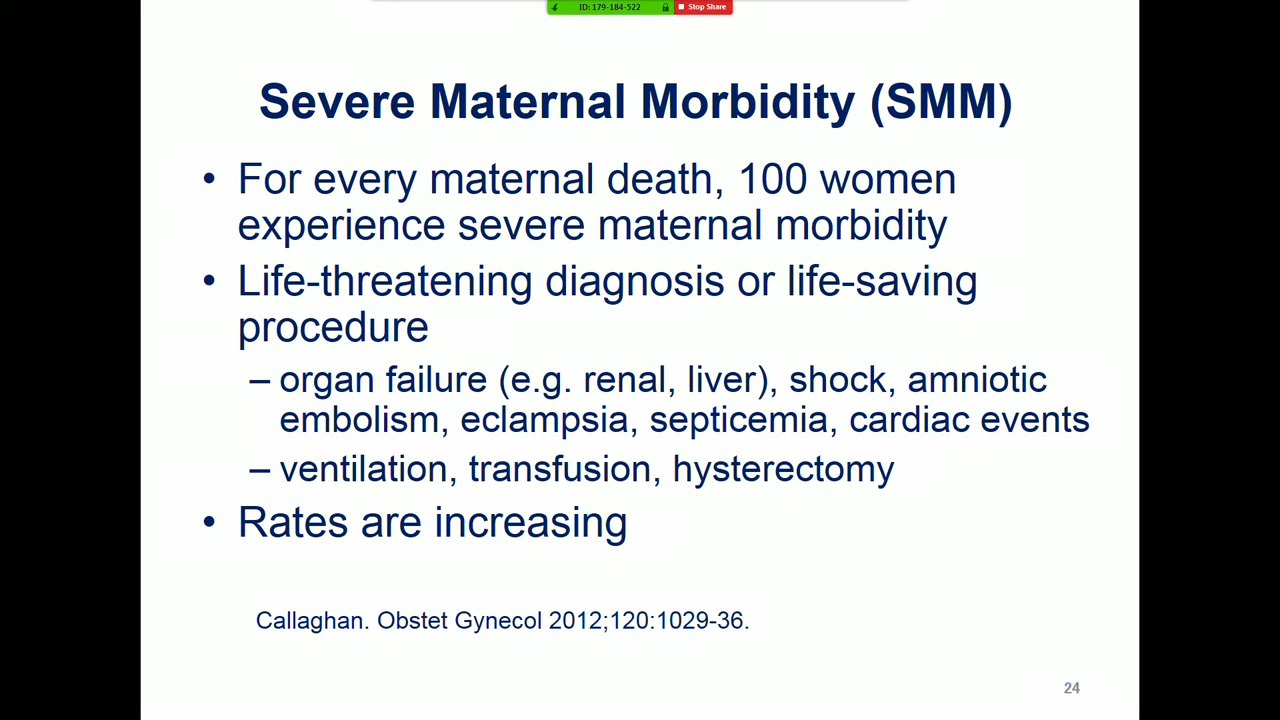 ID: 179-184-522 Stop Share
Severe Maternal Morbidity (SMM)
• For every maternal death, 100 women
experience severe maternal morbidity
• Life-threatening diagnosis or life-saving
procedure
– organ failure (e.g. renal, liver), shock, amniotic
embolism, eclampsia, septicemia, cardiac events
– ventilation, transfusion, hysterectomy
• Rates are increasing
Callaghan. Obstet Gynecol 2012;120:1029-36.
24